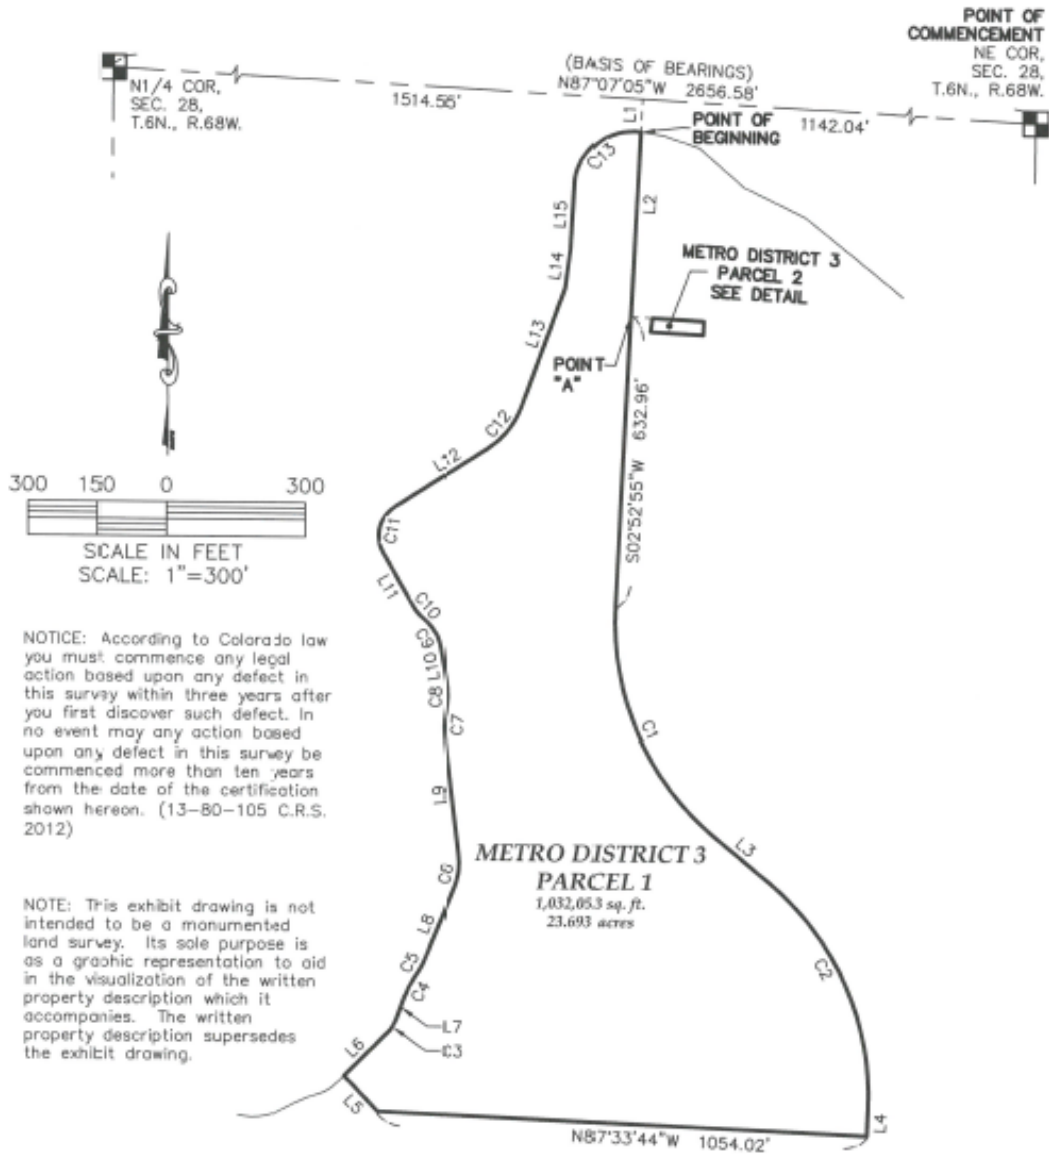 POINT OF
COMMENCEMENT
NE COR,
SEC. 28,
T.6N., R.68W.
(BASIS OF BEARINGS)
N87°07'05"W 2656.58'
N1/4 COR,
SEC. 28,
T.6N., R.68W.
1514.55'
L1
POINT OF
BEGINNING
1142.04'
C13
L2
L15
METRO DISTRICT 3
PARCEL 2
SEE DETAIL
L14
L13
POINT
"A"
C12
S02°52'55"W 632.96'
L12
300 150 0 300
SCALE IN FEET
SCALE: 1"=300'
C11
L11
C10
C9
L10
C8
C7
C1
NOTICE: According to Colorado law
you must commence any legal
action based upon any defect in
this survey within three years after
you first discover such defect. In
no event may any action based
upon any defect in this survey be
commenced more than ten years
from the date of the certification
shown hereon. (13-80-105 C.R.S.
2012)
L9
L3
METRO DISTRICT 3
PARCEL 1
1,032,053 sq. ft.
23.693 acres
C6
NOTE: This exhibit drawing is not
intended to be a monumented
land survey. Its sole purpose is
as a graphic representation to aid
in the visualization of the written
property description which it
accompanies. The written
property description supersedes
the exhibit drawing.
L8
C5
C4
C2
L7
C3
L6
L5
L4
N87°33'44"W 1054.02'